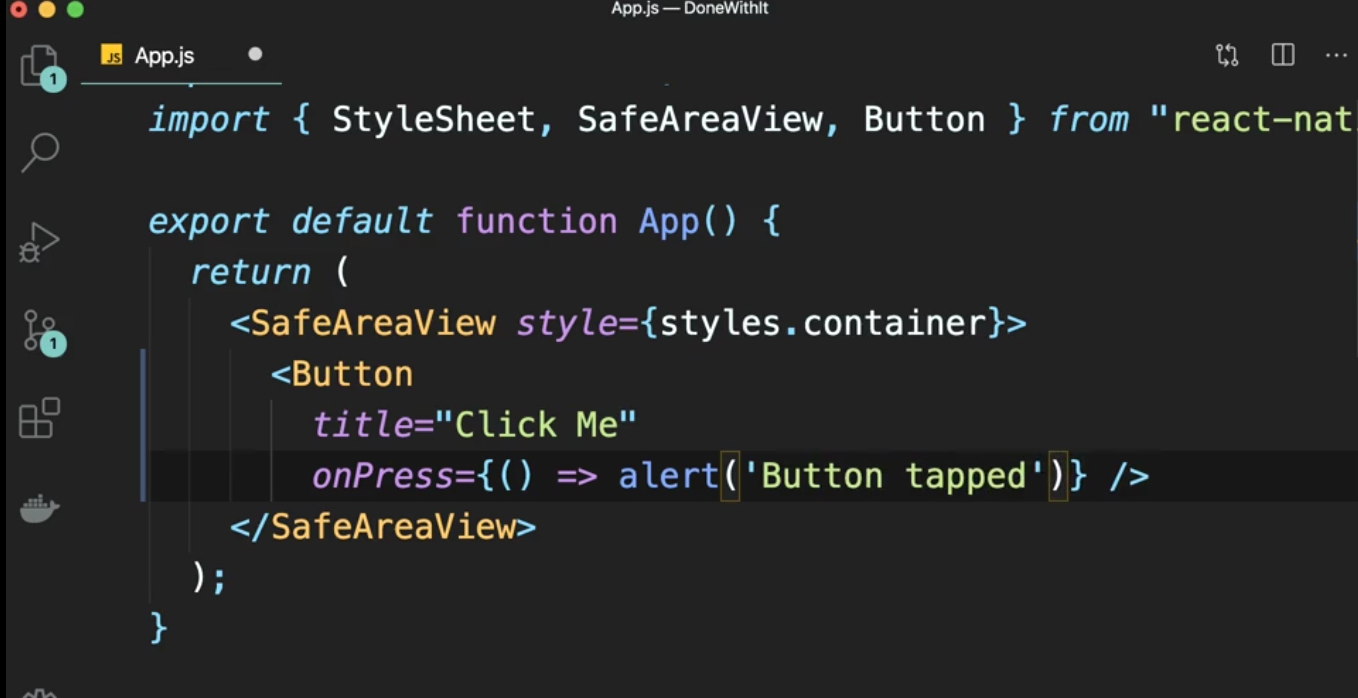 App.js — DoneWithIt
JS App.js
1
import { StyleSheet, SafeAreaView, Button } from "react-nat
export default function App() {
return (
<SafeAreaView style={styles.container}>
1
<Button
title="Click Me"
onPress={() => alert('Button tapped')} />
</SafeAreaView>
);
}